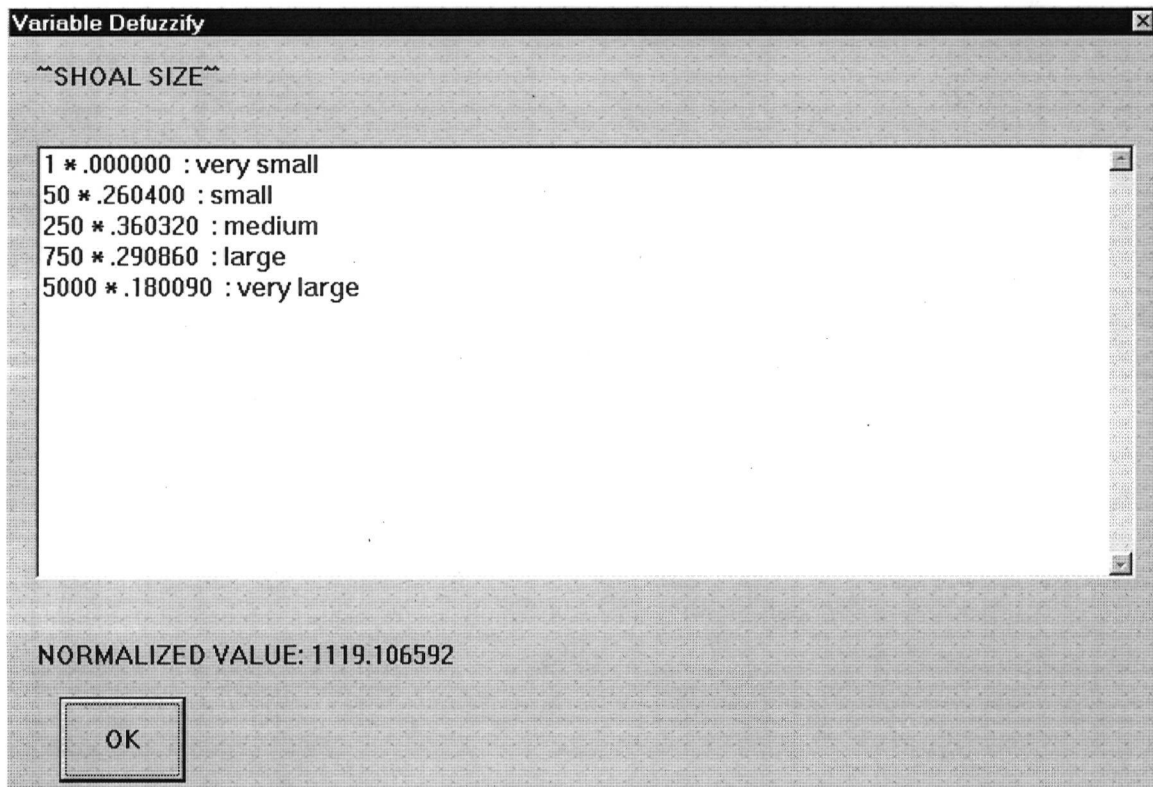 Variable Defuzzify
~~SHOAL SIZE~~
1 * .000000 : very small
50 * .260400 : small
250 * .360320 : medium
750 * .290860 : large
5000 * .180090 : very large
NORMALIZED VALUE: 1119.106592
OK